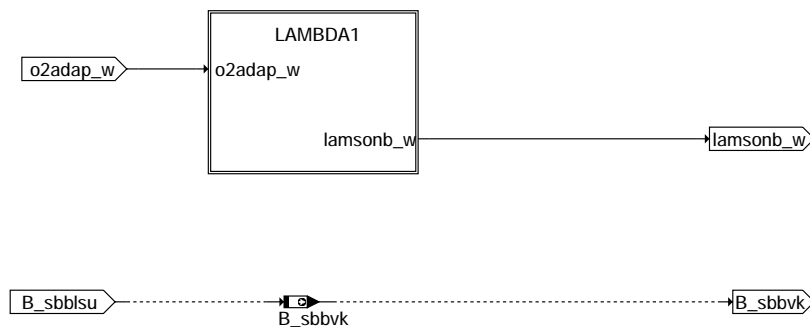 LAMBDA1
o2adap_w
o2adap_w
lamsonb_w
lamsonb_w
B_sbblsu
B_sbbvk
B_sbbvk